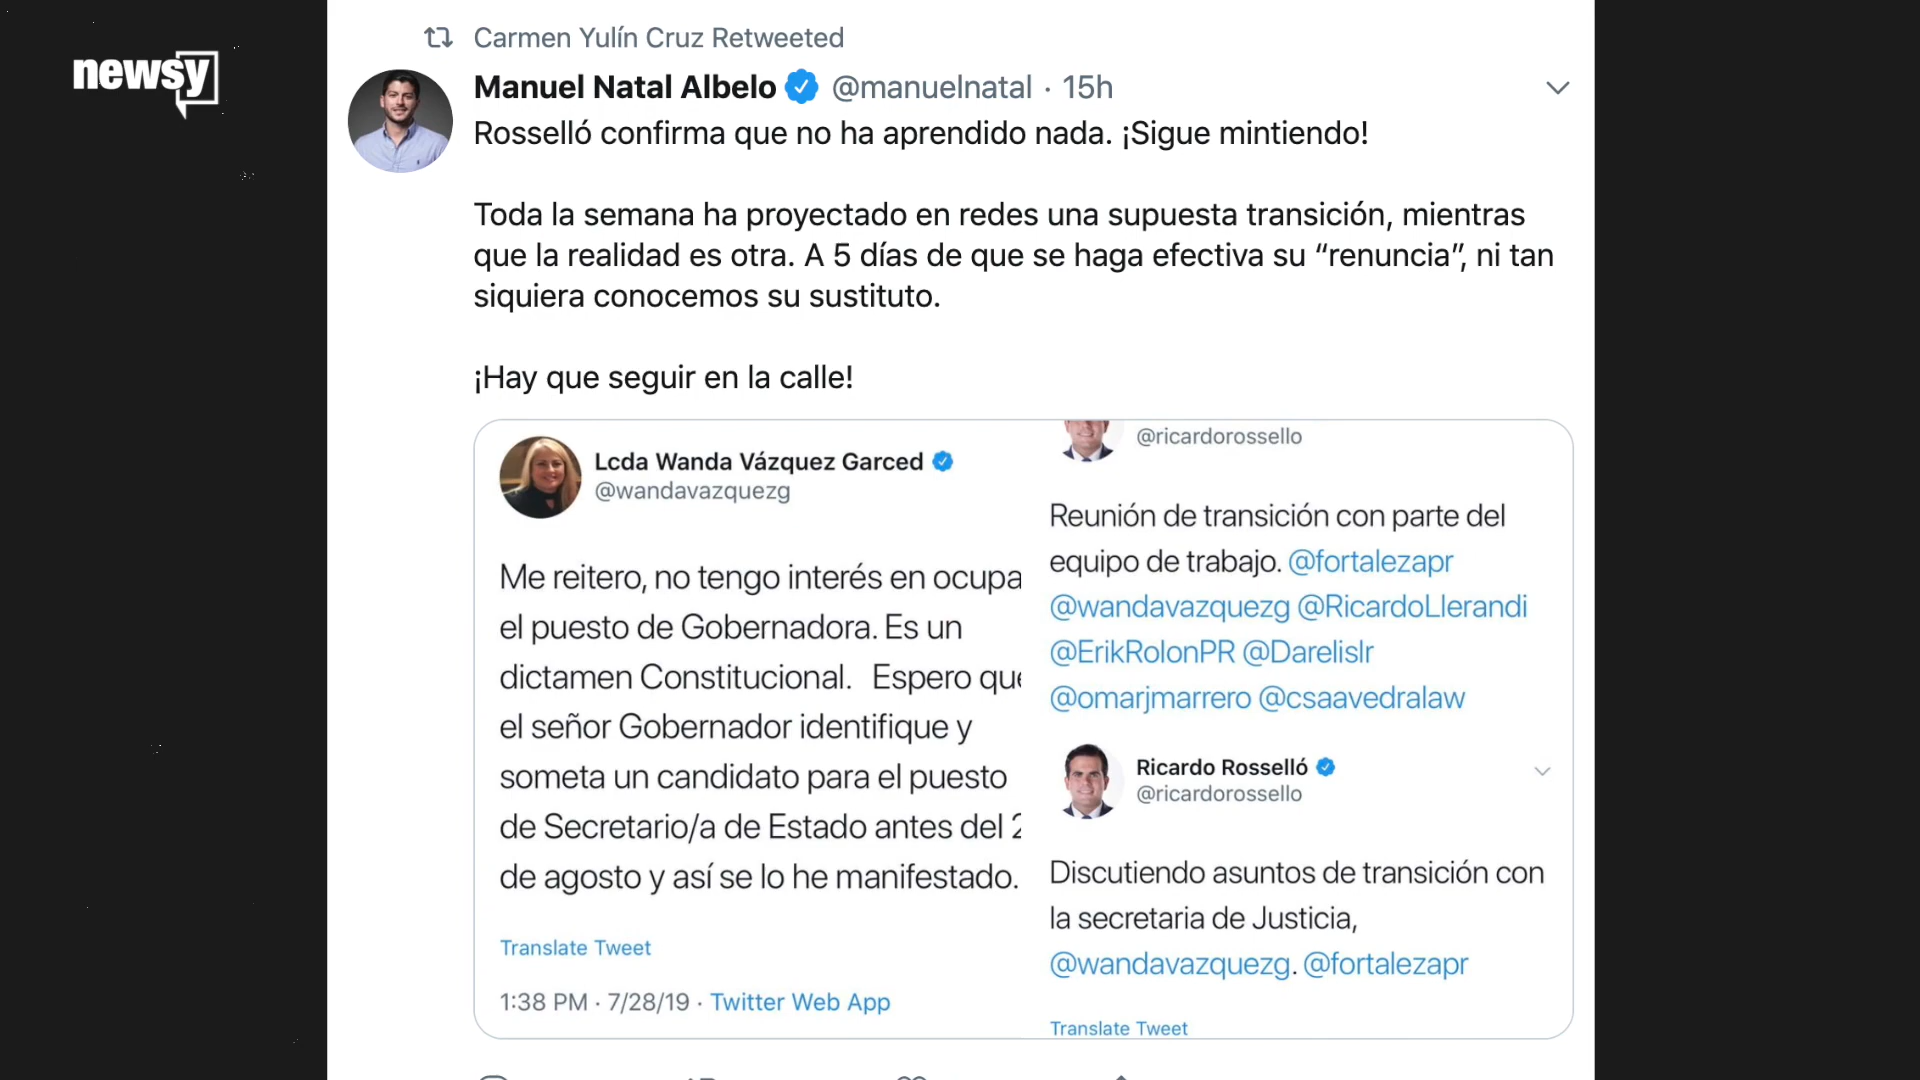 newsy
Carmen Yulín Cruz Retweeted
Manuel Natal Albelo @manuelnatal · 15h
Rosselló confirma que no ha aprendido nada. ¡Sigue mintiendo!
Toda la semana ha proyectado en redes una supuesta transición, mientras
que la realidad es otra. A 5 días de que se haga efectiva su “renuncia”, ni tan
siquiera conocemos su sustituto.
¡Hay que seguir en la calle!
Lcda Wanda Vázquez Garced
@wandavazquezg
Me reitero, no tengo interés en ocupa
el puesto de Gobernadora. Es un
dictamen Constitucional. Espero que
el señor Gobernador identifique y
someta un candidato para el puesto
de Secretario/a de Estado antes del 2
de agosto y así se lo he manifestado.
Translate Tweet
1:38 PM · 7/28/19 · Twitter Web App
@ricardorossello
Reunión de transición con parte del
equipo de trabajo. @fortalezapr
@wandavazquezg @RicardoLlerandi
@ErikRolonPR @Darelislr
@omarjmarrero @csaavedralaw
Ricardo Rosselló
@ricardorossello
Discutiendo asuntos de transición con
la secretaria de Justicia,
@wandavazquezg. @fortalezapr
Translate Tweet